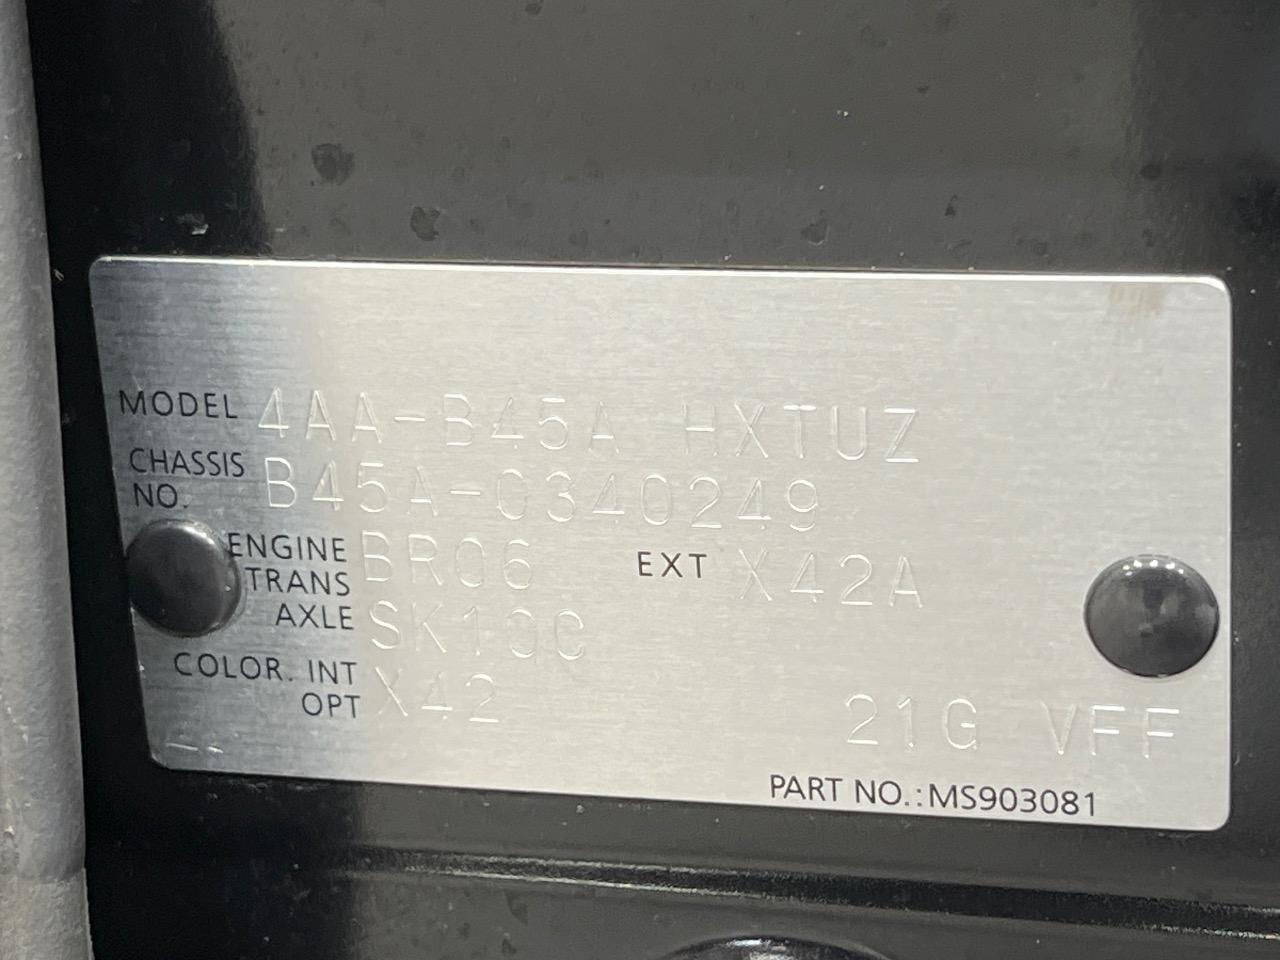 MODEL 4AA-B45A HXTUZ
CHASSIS NO. B45A-0340249
ENGINE BR06 EXT X42A
TRANS
AXLE SK10C
COLOR. INT X42
OPT 21G VFF
PART NO.:MS903081